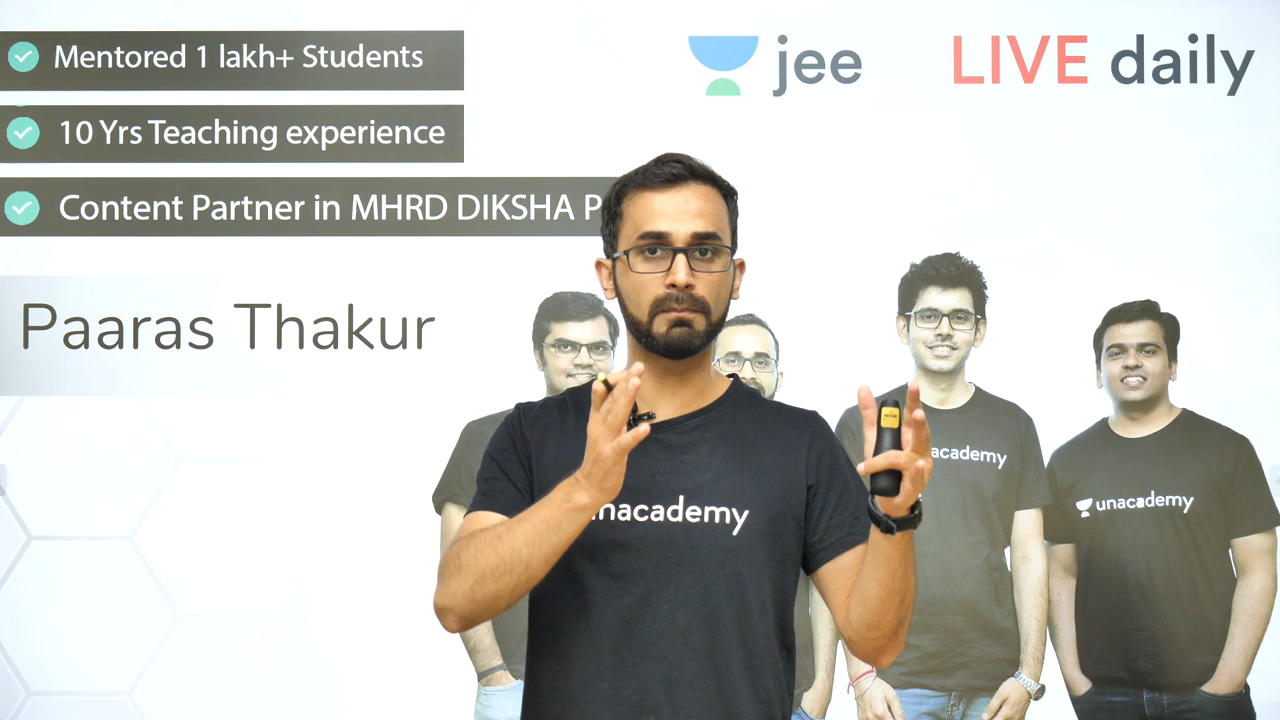 Mentored 1 lakh+ Students
jee
LIVE daily
10 Yrs Teaching experience
Content Partner in MHRD DIKSHA P
Paaras Thakur
unacademy
unacademy
unacademy